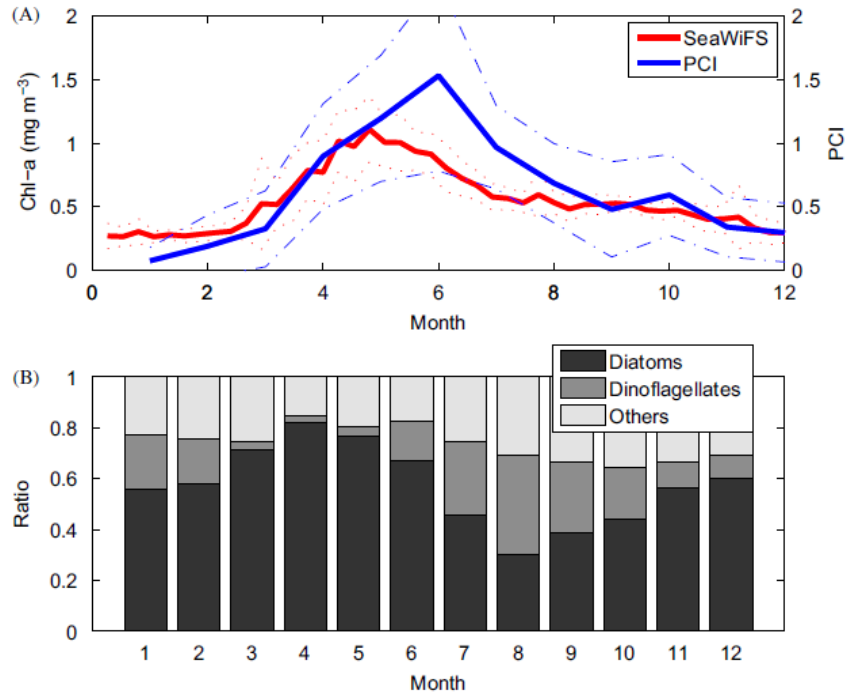 (A)
2
1.5
1
0.5
0
Chl-a (mg m−3)
2
1.5
1
0.5
0
PCI
SeaWiFS
PCI
0 2 4 6 8 10 12
Month
(B)
1
0.8
0.6
0.4
0.2
0
Ratio
Diatoms
Dinoflagellates
Others
1 2 3 4 5 6 7 8 9 10 11 12
Month